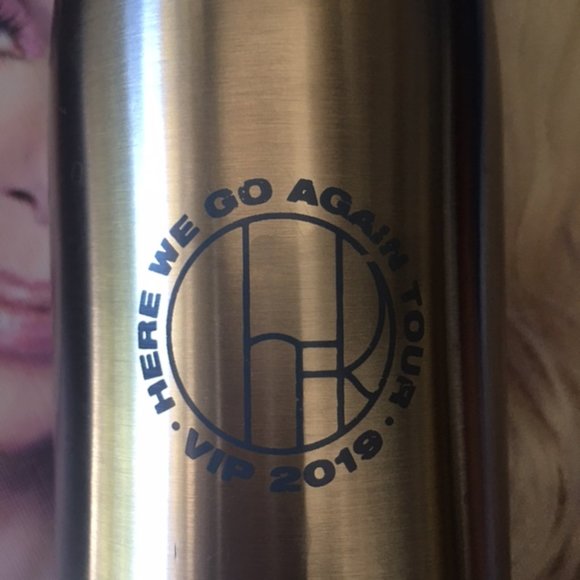 HERE WE GO AGAiN TOUR
· VIP 2019 ·